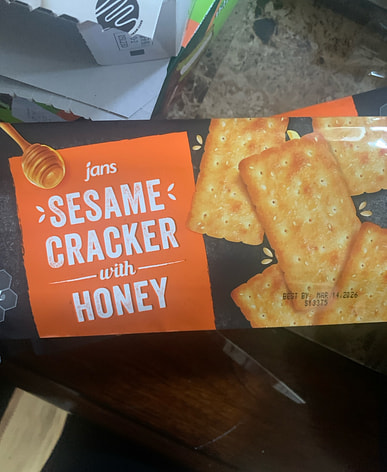 jans
SESAME
CRACKER
with
HONEY
BEST BY: MAR 14 2026